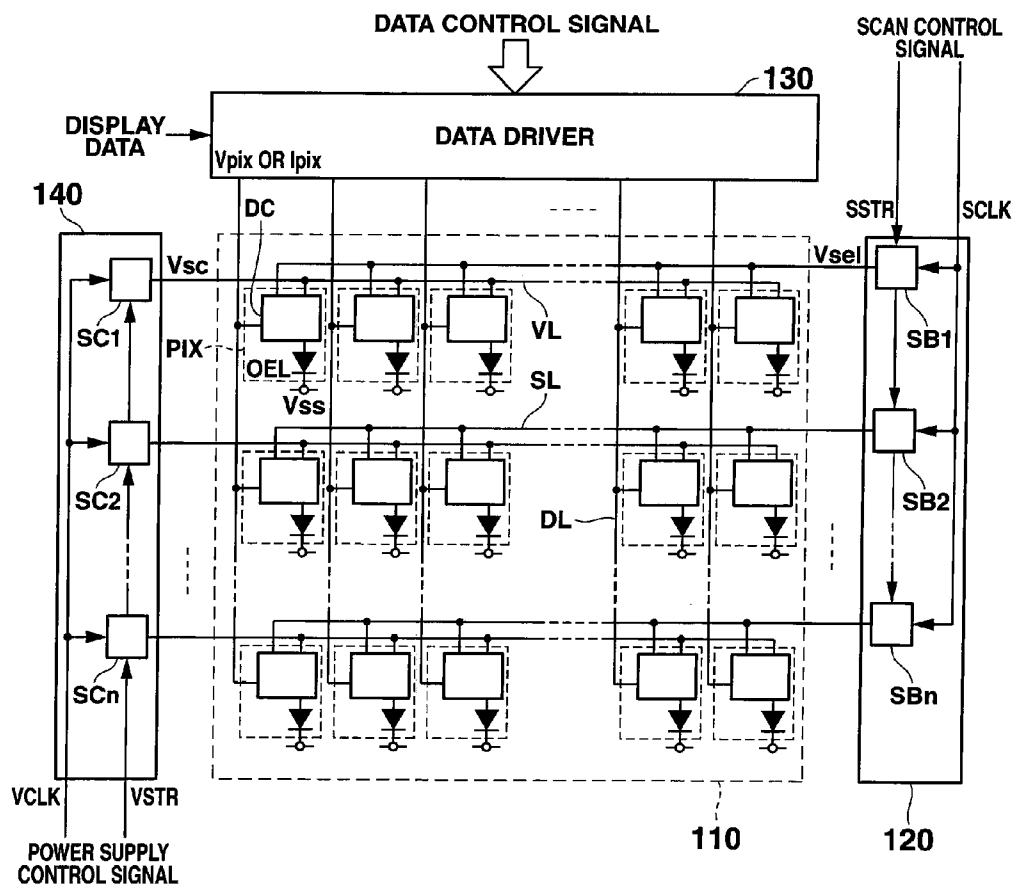 DATA CONTROL SIGNAL
SCAN CONTROL
SIGNAL
130
DISPLAY
DATA
DATA DRIVER
Vpix OR Ipix
140
DC
SSTR
SCLK
Vsc
Vsel
SC1
VL
SB1
PIX
OEL
Vss
SL
SC2
SB2
DL
SCn
SBn
VCLK
VSTR
110
120
POWER SUPPLY
CONTROL SIGNAL